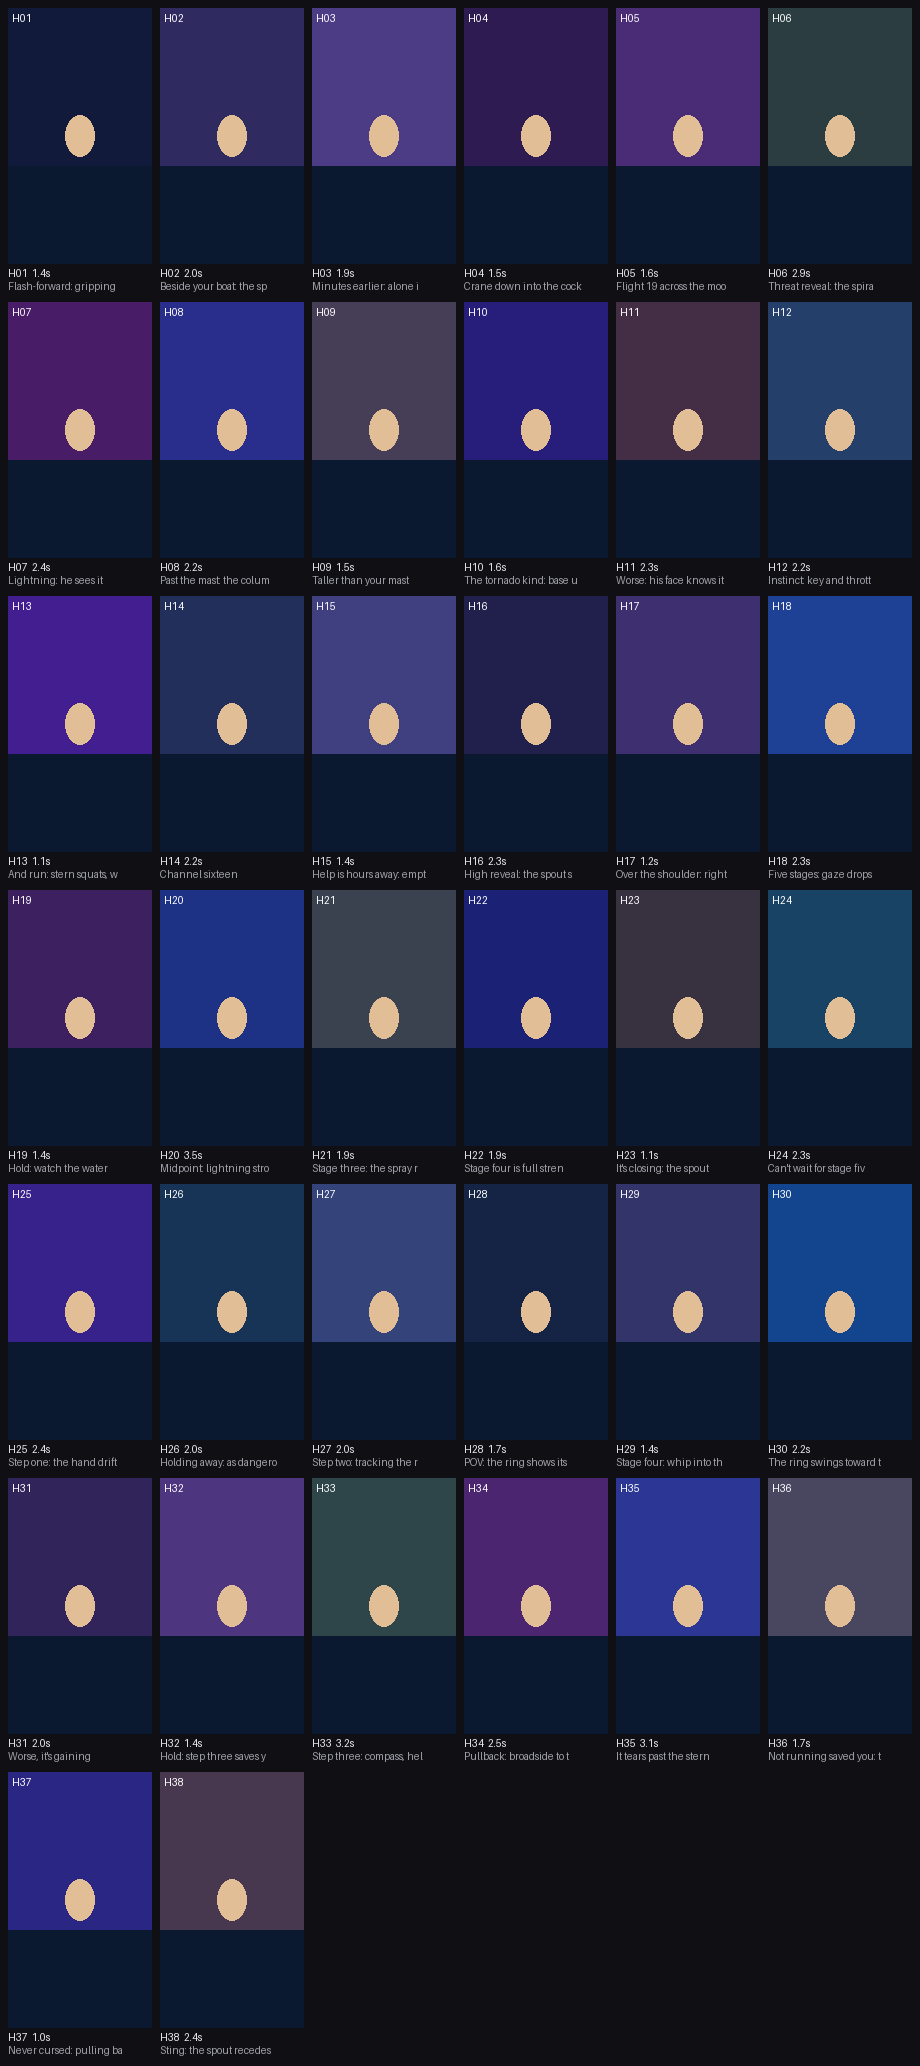 H01 H02 H03 H04 H05 H06
H01 1.4s H02 2.0s H03 1.9s H04 1.5s H05 1.6s H06 2.9s
Flash-forward: gripping Beside your boat: the sp Minutes earlier: alone i Crane down into the cock Flight 19 across the moo Threat reveal: the spira
H07 H08 H09 H10 H11 H12
H07 2.4s H08 2.2s H09 1.5s H10 1.6s H11 2.3s H12 2.2s
Lightning: he sees it Past the mast: the colum Taller than your mast The tornado kind: base u Worse: his face knows it Instinct: key and thrott
H13 H14 H15 H16 H17 H18
H13 1.1s H14 2.2s H15 1.4s H16 2.3s H17 1.2s H18 2.3s
And run: stern squats, w Channel sixteen Help is hours away: empt High reveal: the spout s Over the shoulder: right Five stages: gaze drops
H19 H20 H21 H22 H23 H24
H19 1.4s H20 3.5s H21 1.9s H22 1.9s H23 1.1s H24 2.3s
Hold: watch the water Midpoint: lightning stro Stage three: the spray r Stage four is full stren It's closing: the spout Can't wait for stage fiv
H25 H26 H27 H28 H29 H30
H25 2.4s H26 2.0s H27 2.0s H28 1.7s H29 1.4s H30 2.2s
Step one: the hand drift Holding away: as dangero Step two: tracking the r POV: the ring shows its Stage four: whip into th The ring swings toward t
H31 H32 H33 H34 H35 H36
H31 2.0s H32 1.4s H33 3.2s H34 2.5s H35 3.1s H36 1.7s
Worse, it's gaining Hold: step three saves y Step three: compass, hel Pullback: broadside to t It tears past the stern Not running saved you: t
H37 H38
H37 1.0s H38 2.4s
Never cursed: pulling ba Sting: the spout recedes